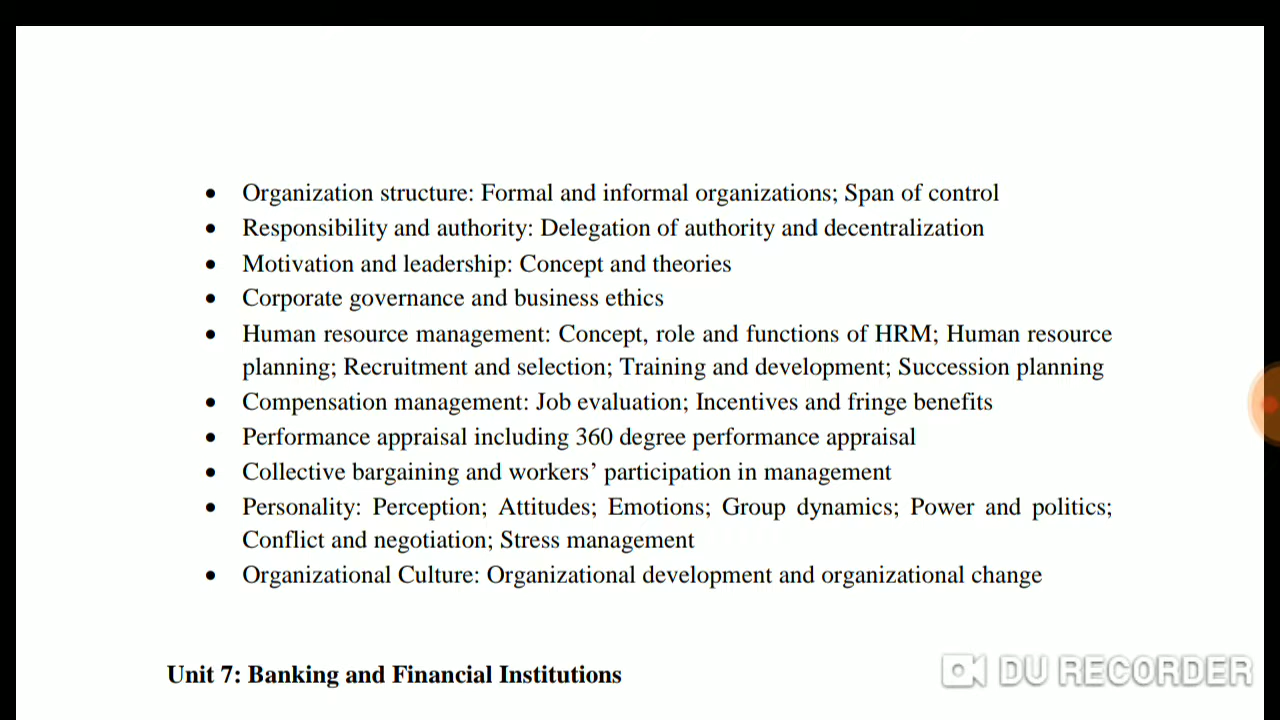 • Organization structure: Formal and informal organizations; Span of control
• Responsibility and authority: Delegation of authority and decentralization
• Motivation and leadership: Concept and theories
• Corporate governance and business ethics
• Human resource management: Concept, role and functions of HRM; Human resource
planning; Recruitment and selection; Training and development; Succession planning
• Compensation management: Job evaluation; Incentives and fringe benefits
• Performance appraisal including 360 degree performance appraisal
• Collective bargaining and workers’ participation in management
• Personality: Perception; Attitudes; Emotions; Group dynamics; Power and politics;
Conflict and negotiation; Stress management
• Organizational Culture: Organizational development and organizational change
Unit 7: Banking and Financial Institutions
DU RECORDER